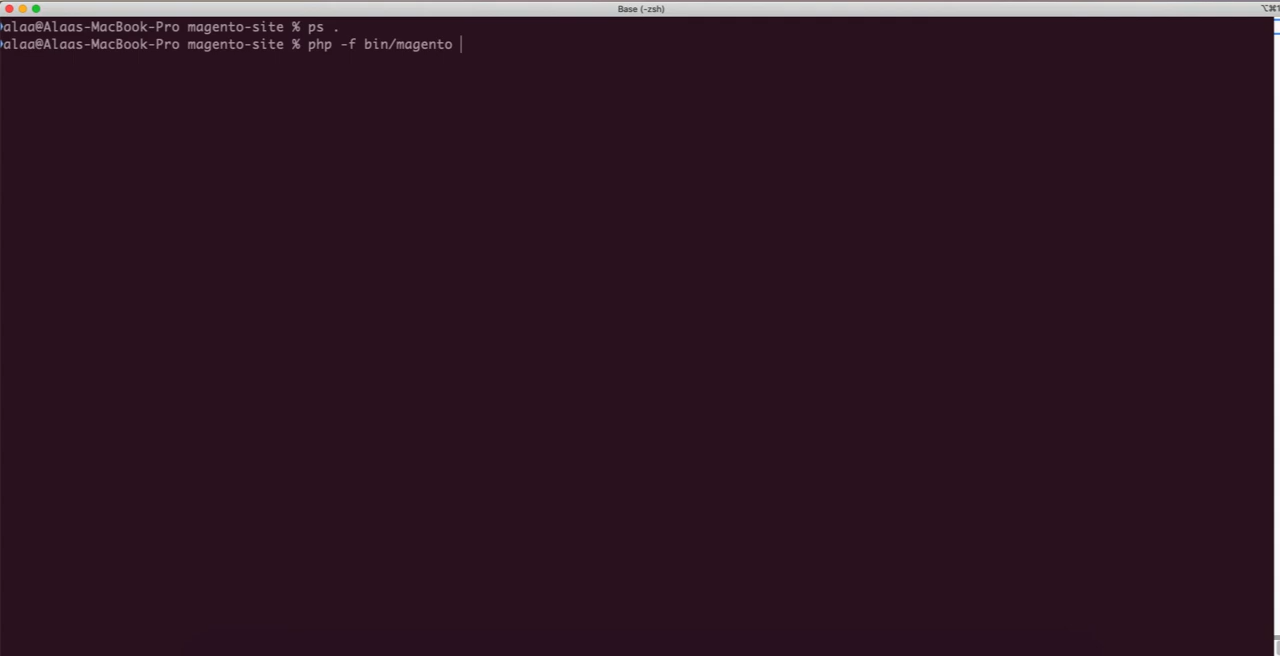 Base (-zsh)
alaa@Alaas-MacBook-Pro magento-site % ps .
alaa@Alaas-MacBook-Pro magento-site % php -f bin/magento